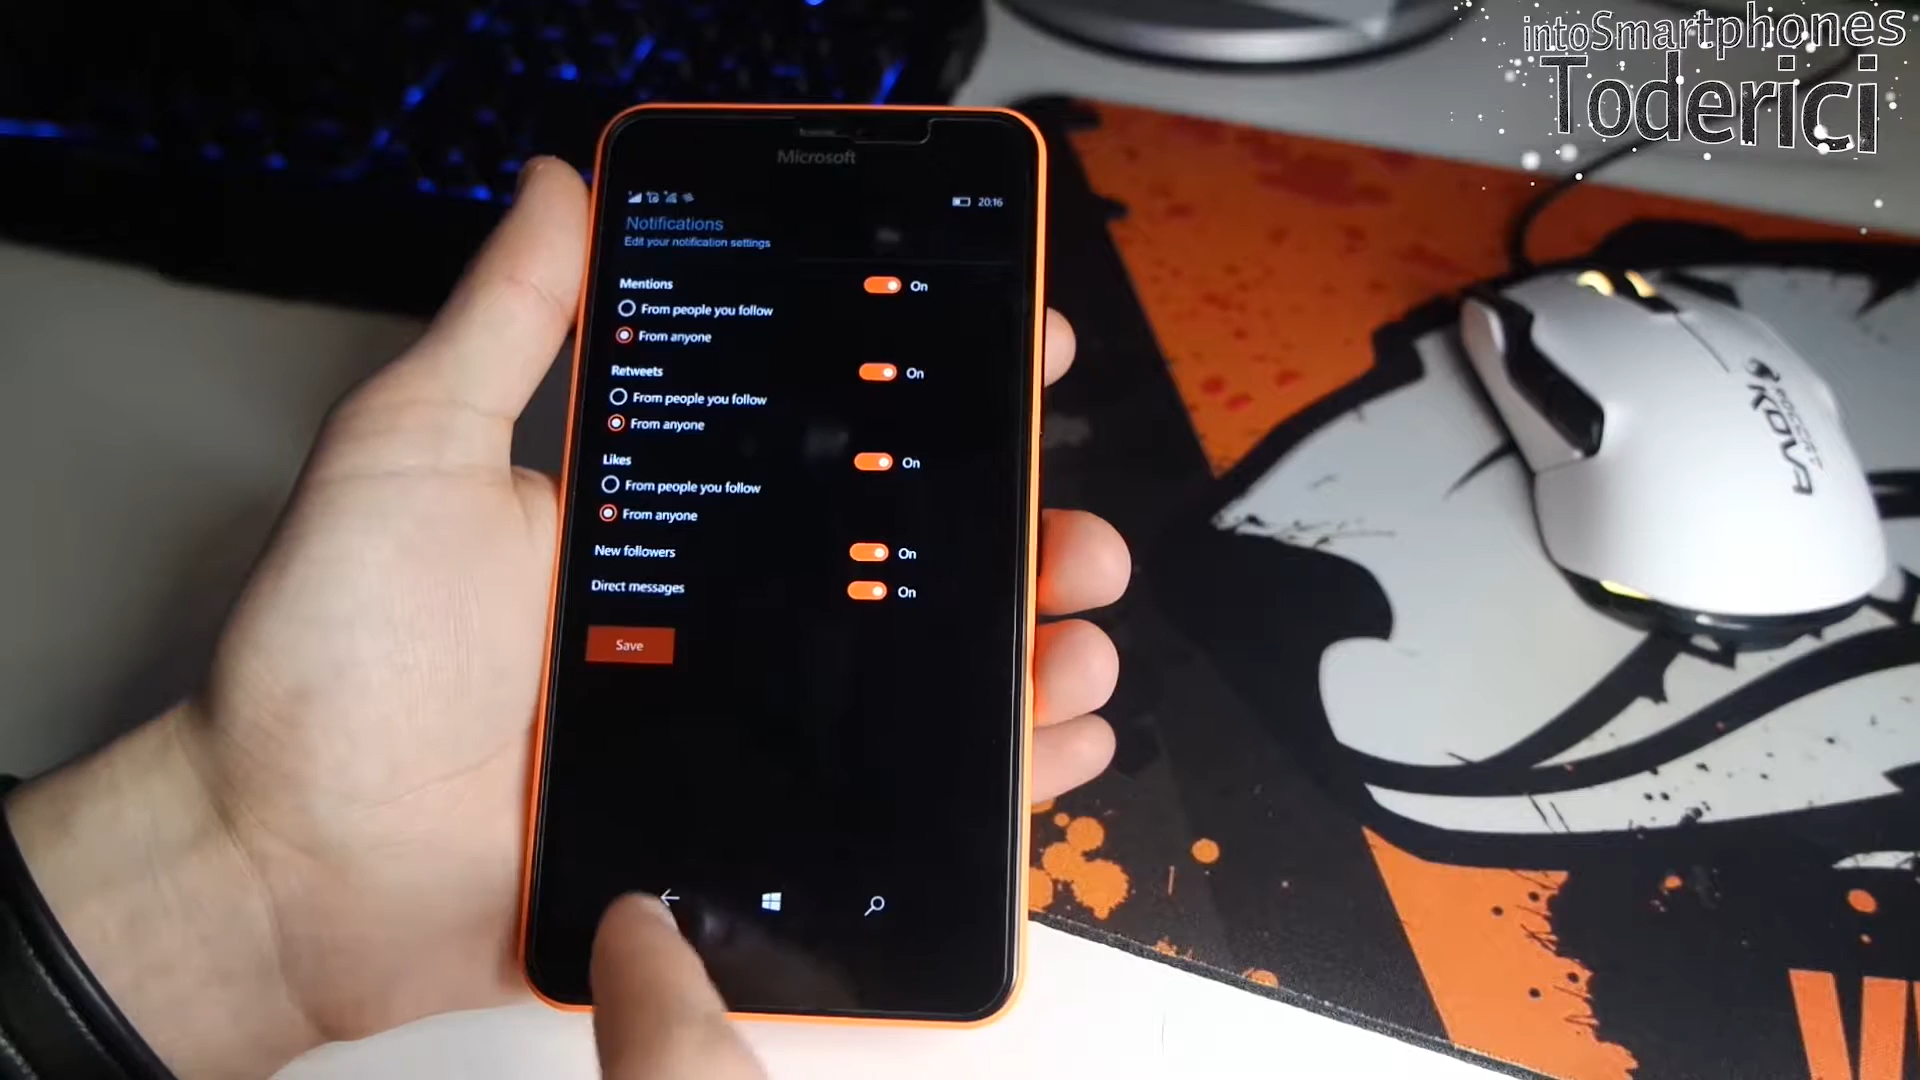 intoSmartphones
Toderici
Microsoft
20:16
Notifications
Edit your notification settings
Mentions
On
From people you follow
From anyone
Retweets
On
From people you follow
From anyone
Likes
On
From people you follow
From anyone
New followers
On
Direct messages
On
Save
ROCCAT
KOVA